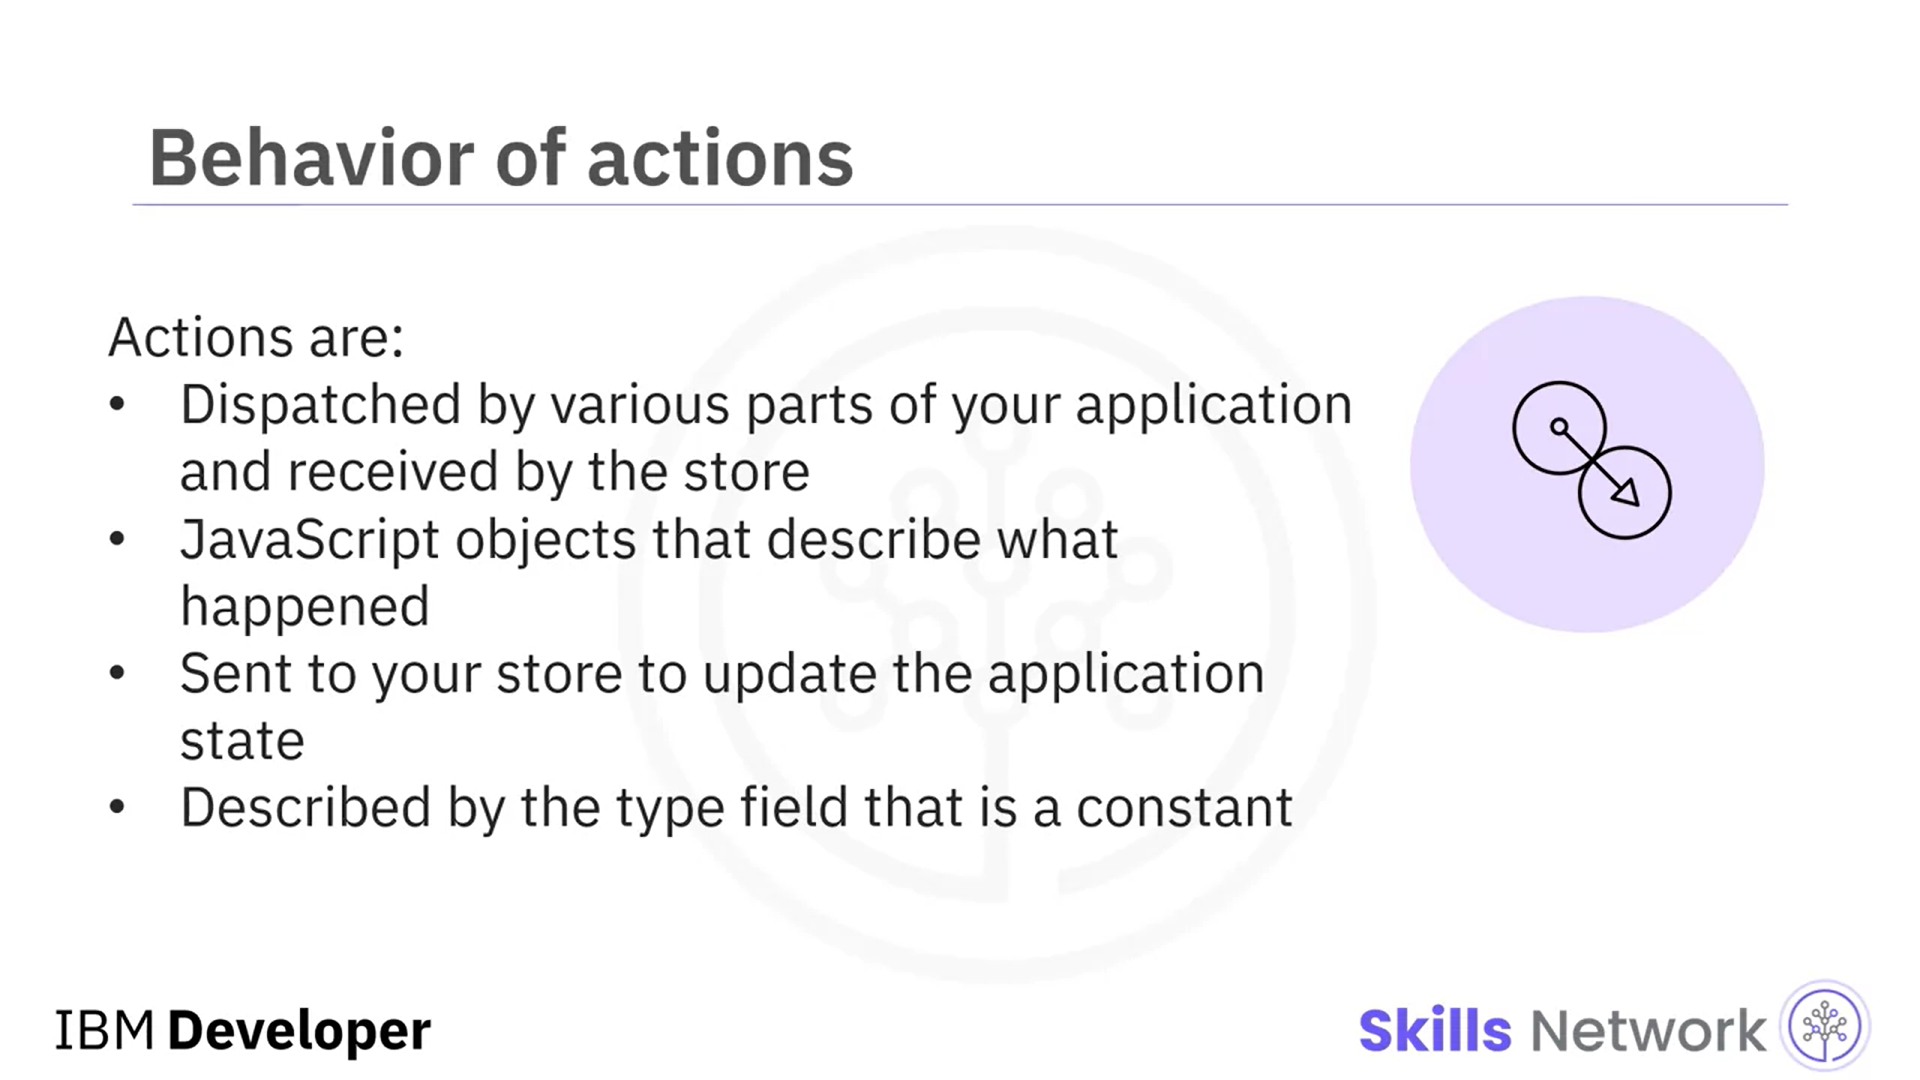 Behavior of actions
Actions are:
• Dispatched by various parts of your application
and received by the store
• JavaScript objects that describe what
happened
• Sent to your store to update the application
state
• Described by the type field that is a constant
IBM Developer
Skills Network